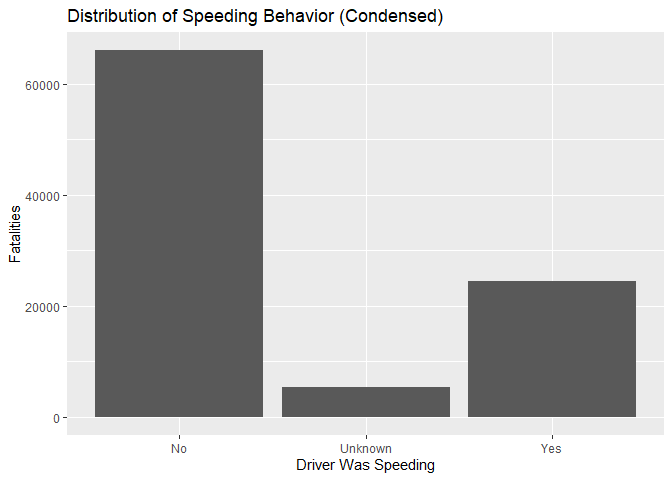 Distribution of Speeding Behavior (Condensed)
60000
40000
20000
0
Fatalities
No Unknown Yes
Driver Was Speeding